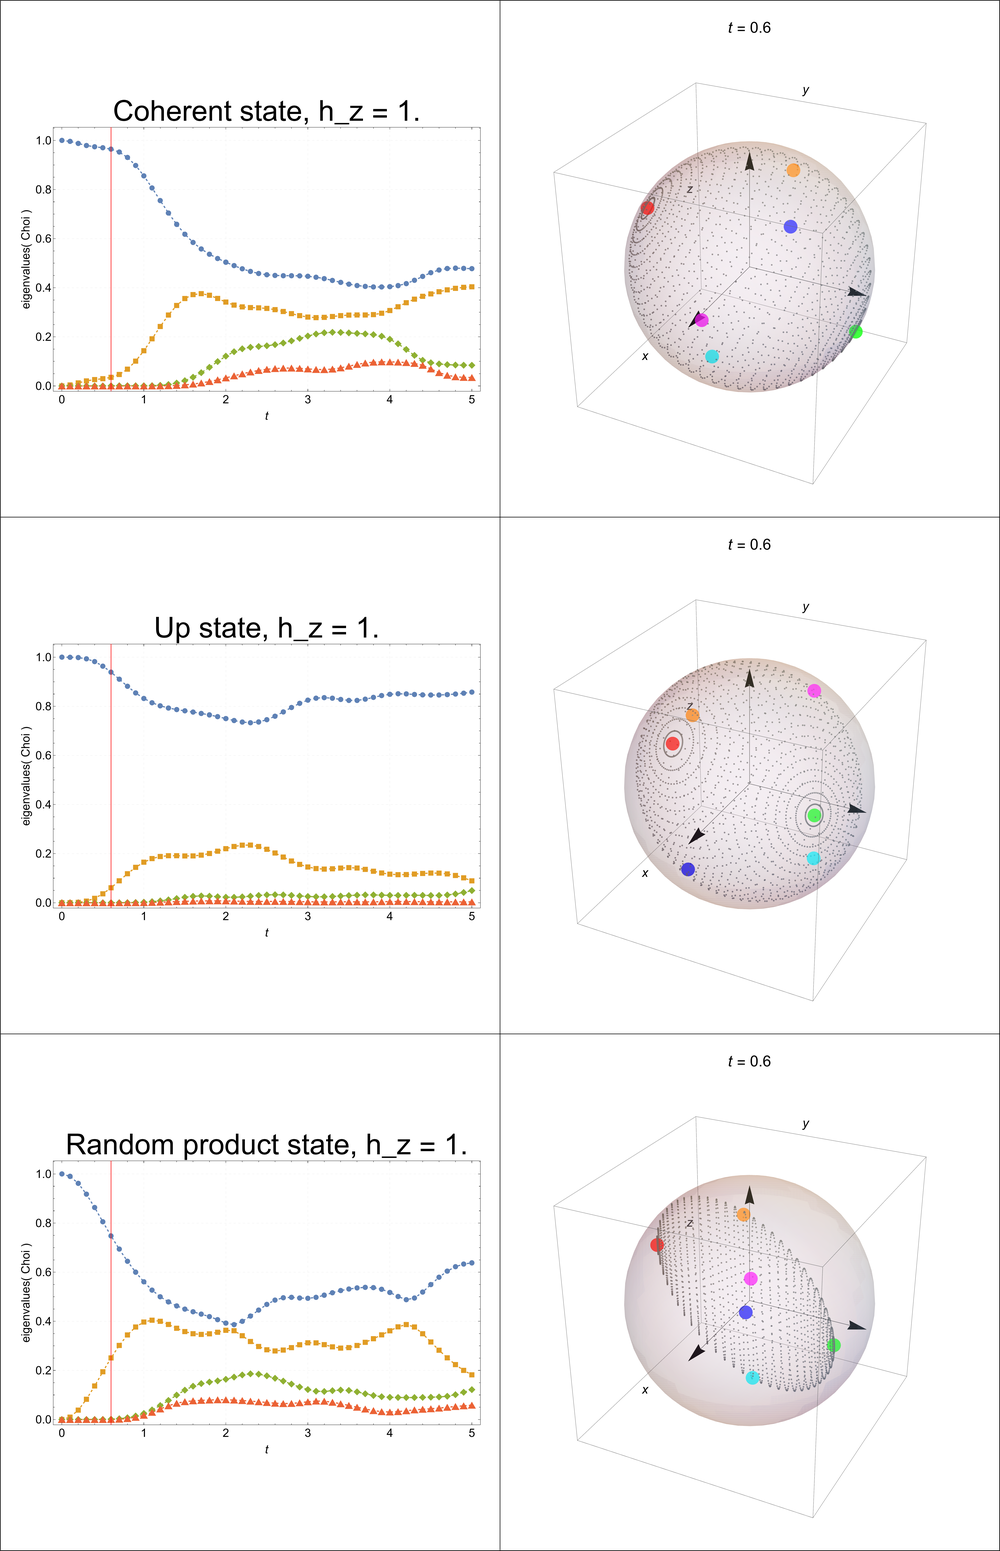 Coherent state, h_z = 1.
eigenvalues( Choi )
1.0
0.8
0.6
0.4
0.2
0.0
0 1 2 3 4 5
t
t = 0.6
y
z
x
Up state, h_z = 1.
eigenvalues( Choi )
1.0
0.8
0.6
0.4
0.2
0.0
0 1 2 3 4 5
t
t = 0.6
y
z
x
Random product state, h_z = 1.
eigenvalues( Choi )
1.0
0.8
0.6
0.4
0.2
0.0
0 1 2 3 4 5
t
t = 0.6
y
z
x